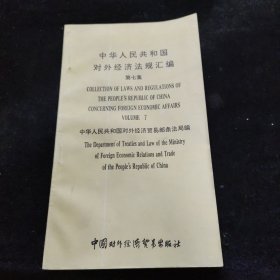 中华人民共和国
对外经济法规汇编
第七集
COLLECTION OF LAWS AND REGULATIONS OF
THE PEOPLE'S REPUBLIC OF CHINA
CONCERNING FOREIGN ECONOMIC AFFAIRS
VOLUME 7
中华人民共和国对外经济贸易部条法局编
The Department of Treaties and Law of the Ministry
of Foreign Economic Relations and Trade
of the People's Republic of China
中国对外经济贸易出版社